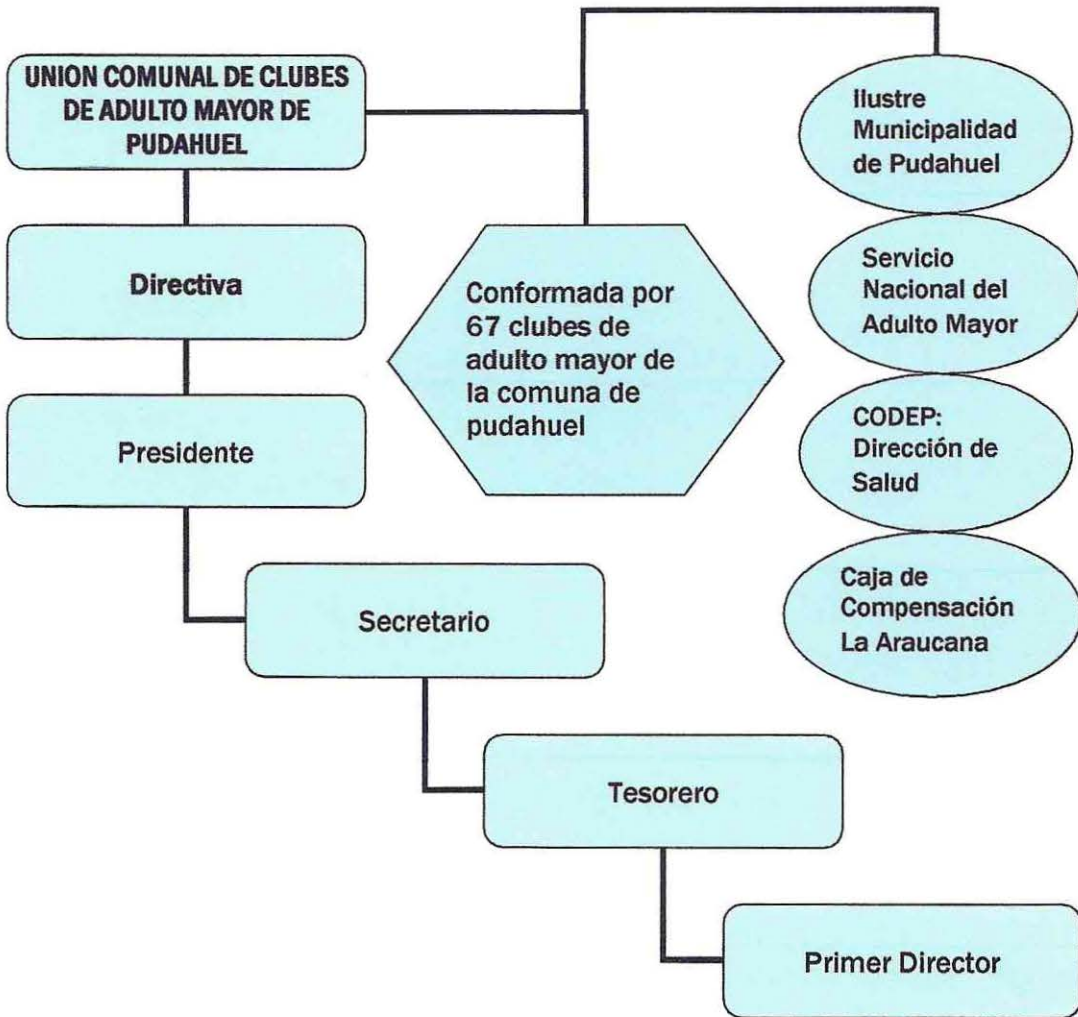 UNION COMUNAL DE CLUBES
DE ADULTO MAYOR DE
PUDAHUEL
Directiva
Presidente
Secretario
Tesorero
Primer Director
Conformada por
67 clubes de
adulto mayor de
la comuna de
pudahuel
Ilustre
Municipalidad
de Pudahuel
Servicio
Nacional del
Adulto Mayor
CODEP:
Dirección de
Salud
Caja de
Compensación
La Araucana